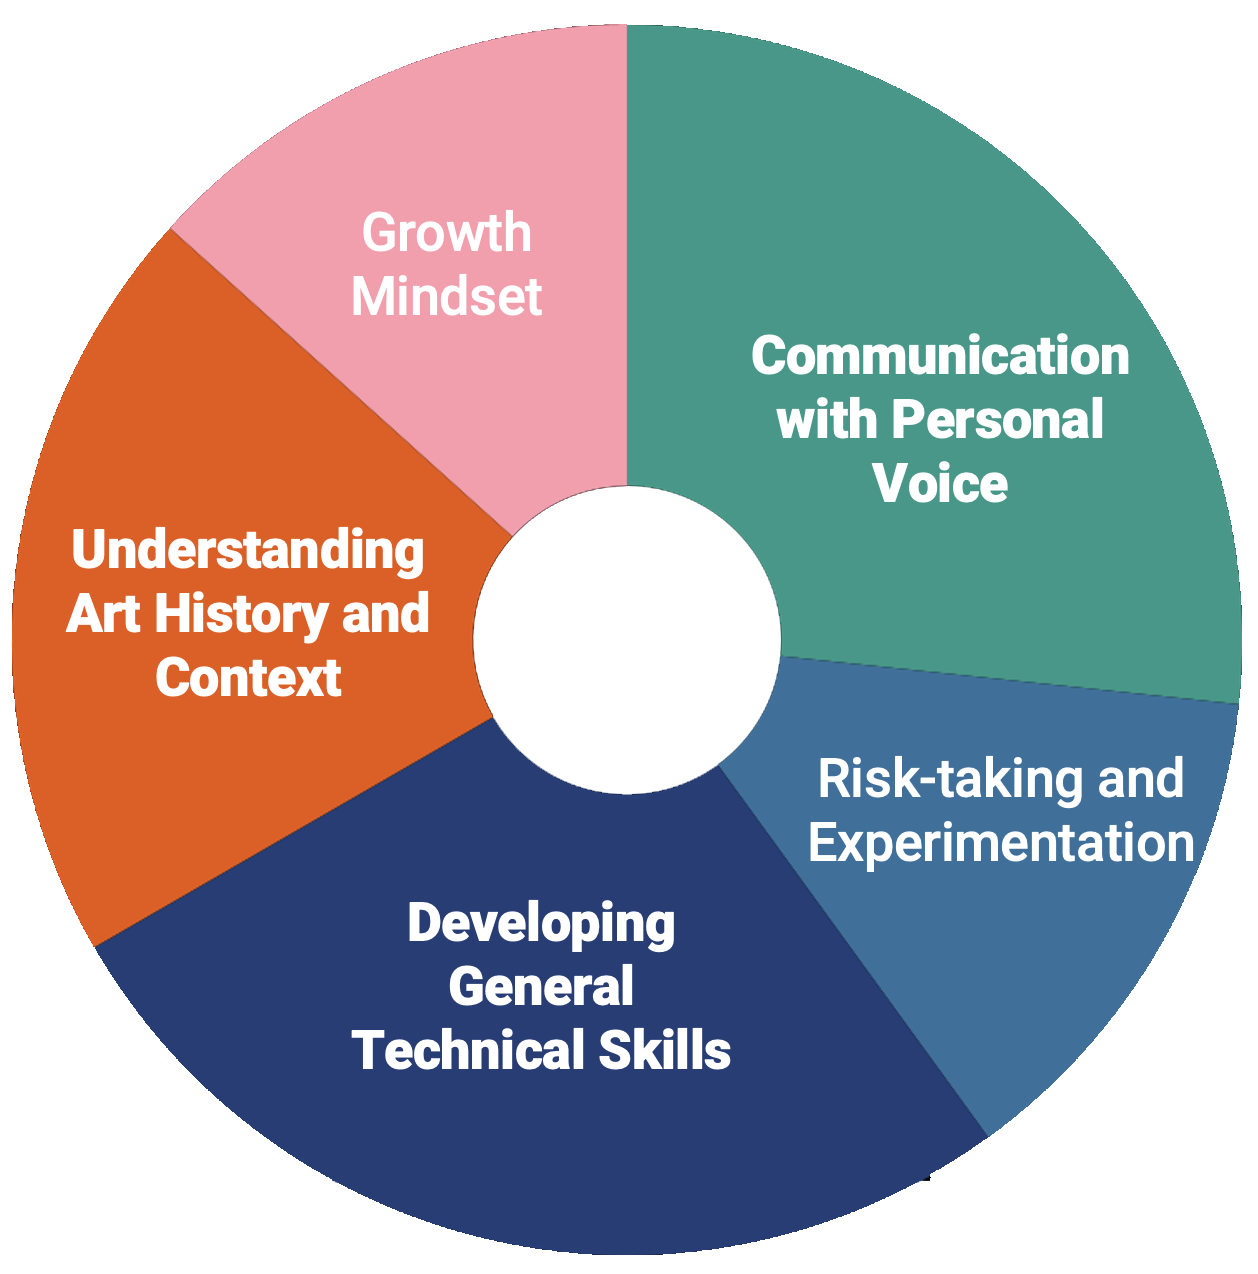 Growth
Mindset
Communication
with Personal
Voice
Understanding
Art History and
Context
Risk-taking and
Experimentation
Developing
General
Technical Skills